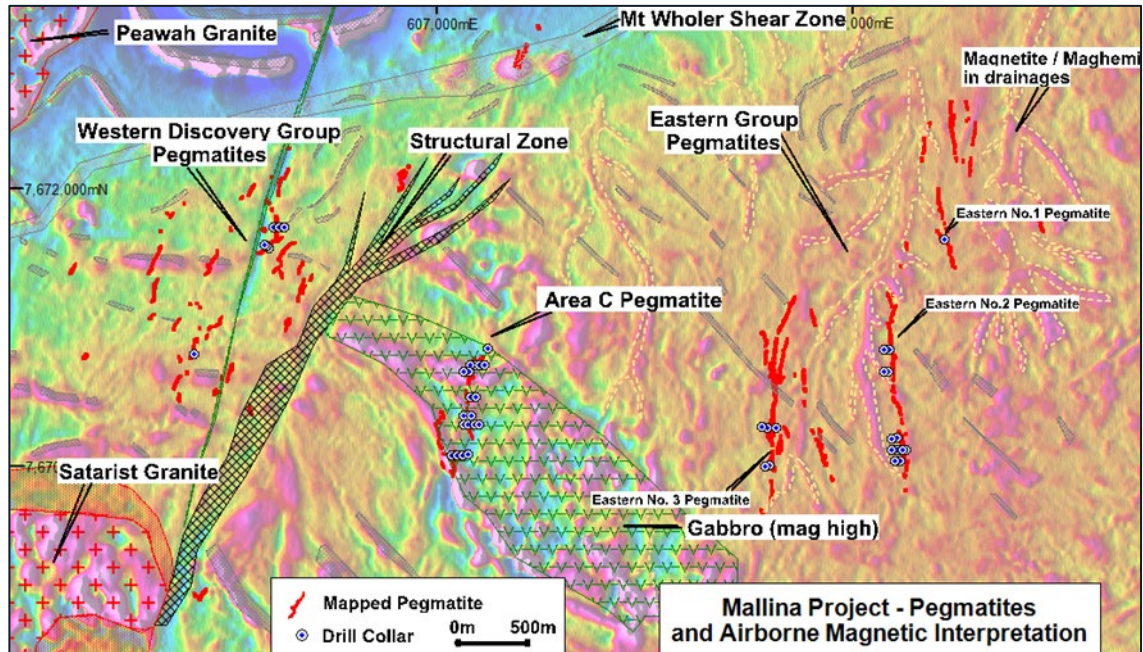 607,000mE
,000mE
Mt Wholer Shear Zone
Peawah Granite
Magnetite / Maghemi
in drainages
Western Discovery Group
Pegmatites
Structural Zone
Eastern Group
Pegmatites
7,672,000mN
Eastern No.1 Pegmatite
Area C Pegmatite
Eastern No.2 Pegmatite
7,670
Satarist Granite
Eastern No. 3 Pegmatite
Gabbro (mag high)
Mapped Pegmatite
Drill Collar
0m 500m
Mallina Project - Pegmatites
and Airborne Magnetic Interpretation